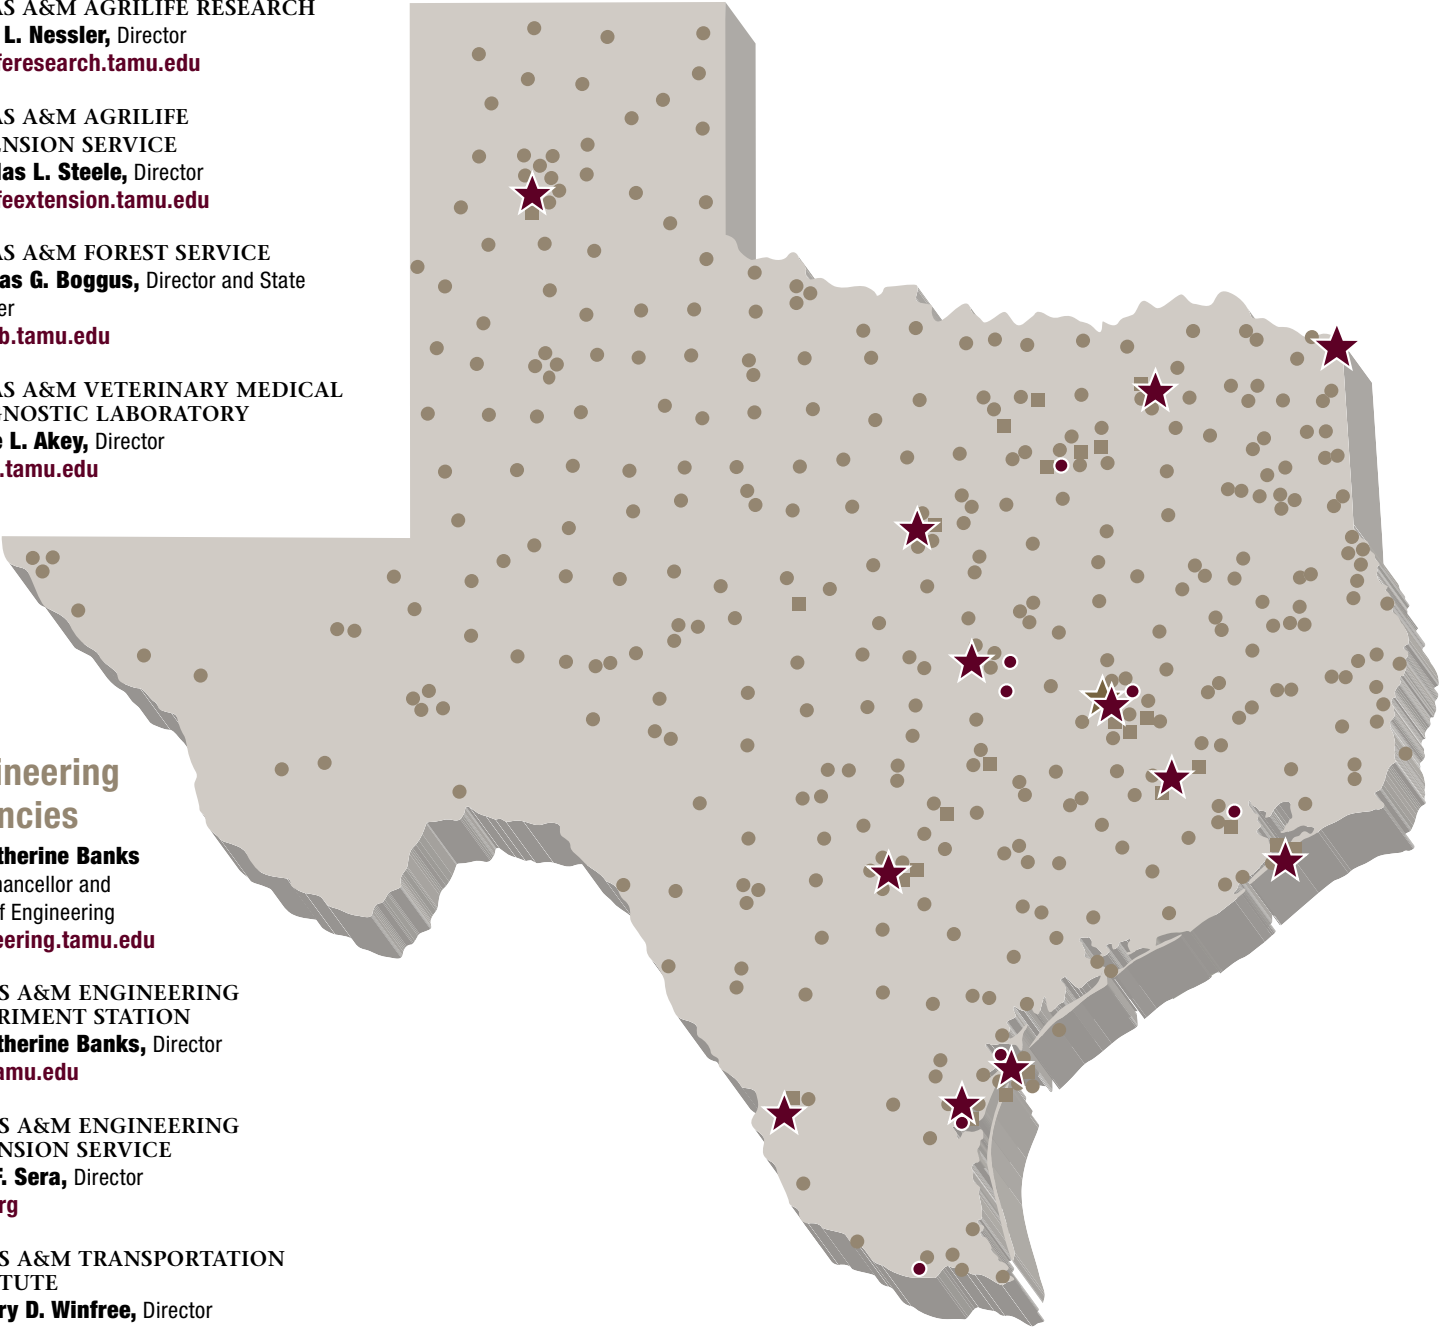 AS A&M AGRILIFE RESEARCH
L. Nessler, Director
feresearch.tamu.edu
AS A&M AGRILIFE
ENSION SERVICE
las L. Steele, Director
feextension.tamu.edu
AS A&M FOREST SERVICE
as G. Boggus, Director and State
er
b.tamu.edu
AS A&M VETERINARY MEDICAL
GNOSTIC LABORATORY
e L. Akey, Director
.tamu.edu
ineering
ncies
therine Banks
hancellor and
f Engineering
eering.tamu.edu
S A&M ENGINEERING
RIMENT STATION
therine Banks, Director
amu.edu
S A&M ENGINEERING
NSION SERVICE
F. Sera, Director
rg
S A&M TRANSPORTATION
TUTE
ry D. Winfree, Director